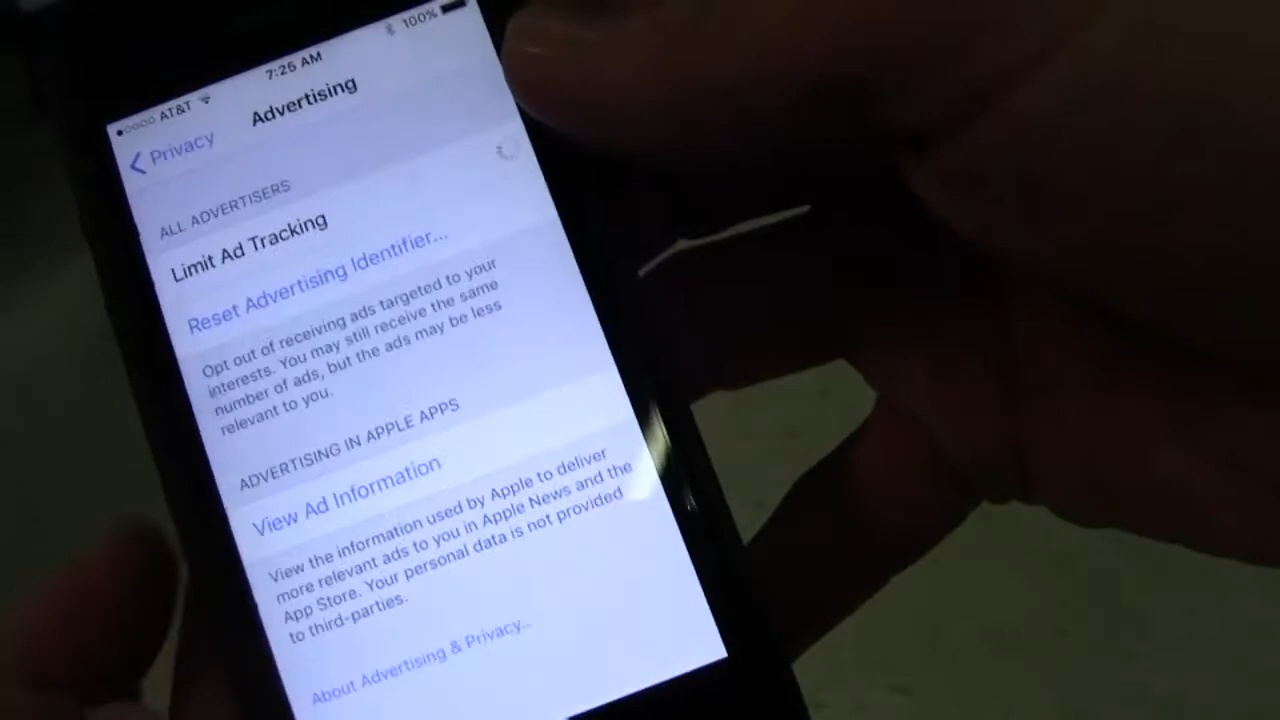 AT&T
7:25 AM
100%
Privacy
Advertising
ALL ADVERTISERS
Limit Ad Tracking
Reset Advertising Identifier...
Opt out of receiving ads targeted to your
interests. You may still receive the same
number of ads, but the ads may be less
relevant to you.
ADVERTISING IN APPLE APPS
View Ad Information
View the information used by Apple to deliver
more relevant ads to you in Apple News and the
App Store. Your personal data is not provided
to third-parties.
About Advertising & Privacy...